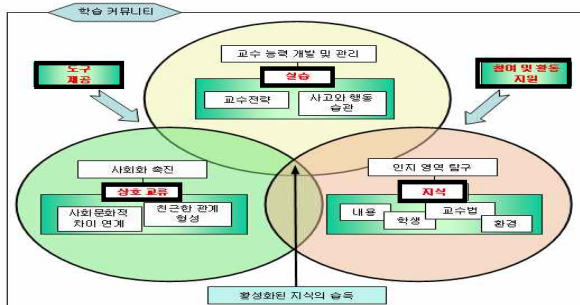 학습 커뮤니티
교수 능력 개발 및 관리
도구
제공
실습
참여 및 활동
지원
교수전략
사고와 행동
습관
사회화 촉진
인지 영역 탐구
상호 교류
지식
사회문화적
차이 연계
친근한 관계
형성
내용
학생
교수법
환경
활성화된 지식의 습득